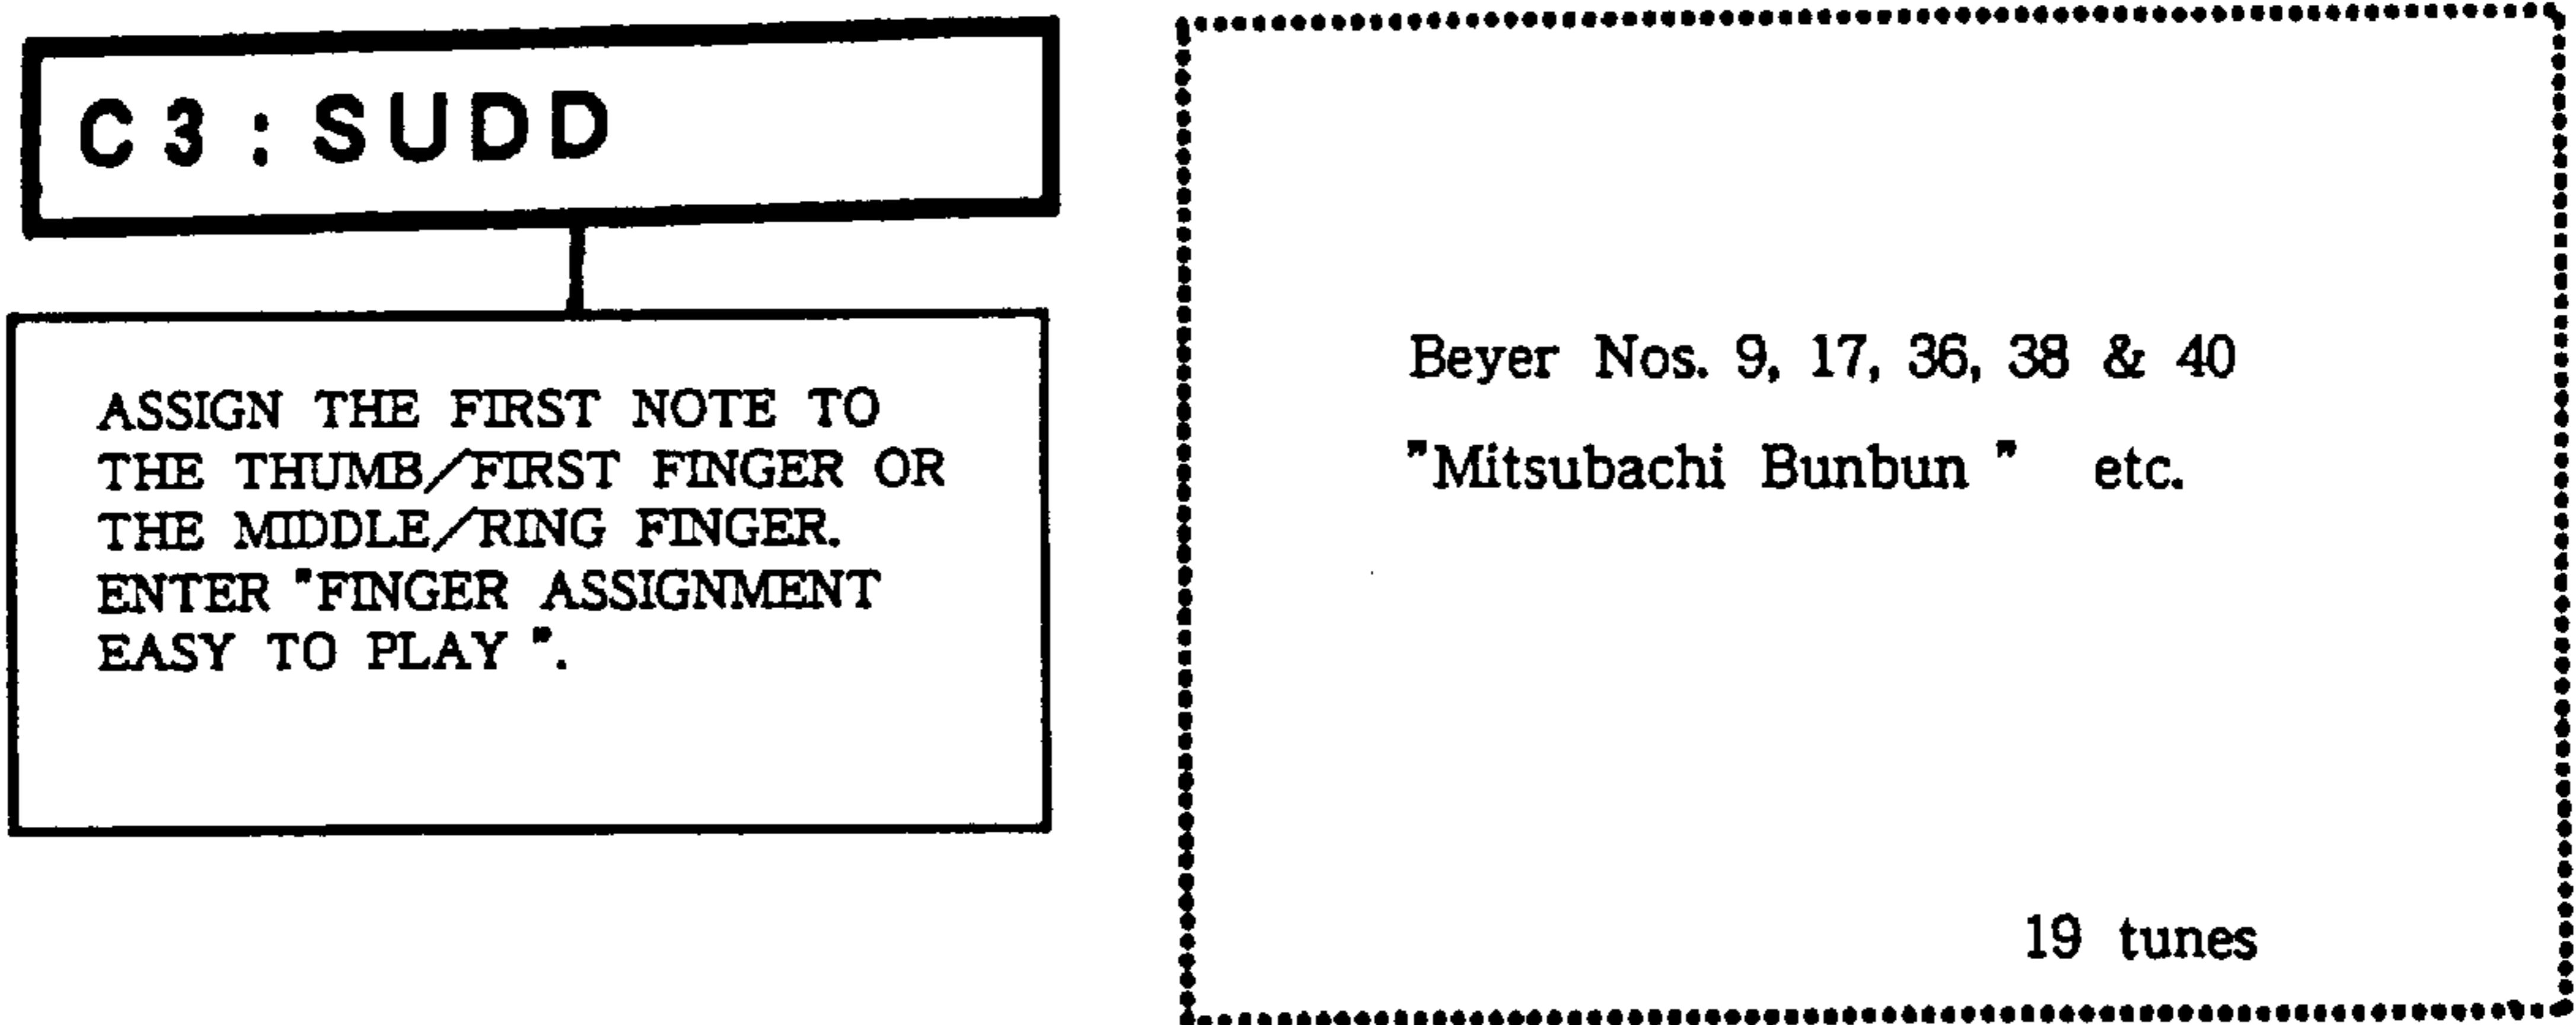 C3:SUDD
ASSIGN THE FIRST NOTE TO
THE THUMB/FIRST FINGER OR
THE MIDDLE/RING FINGER.
ENTER "FINGER ASSIGNMENT
EASY TO PLAY".
Beyer Nos. 9, 17, 36, 38 & 40
"Mitsubachi Bunbun" etc.
19 tunes